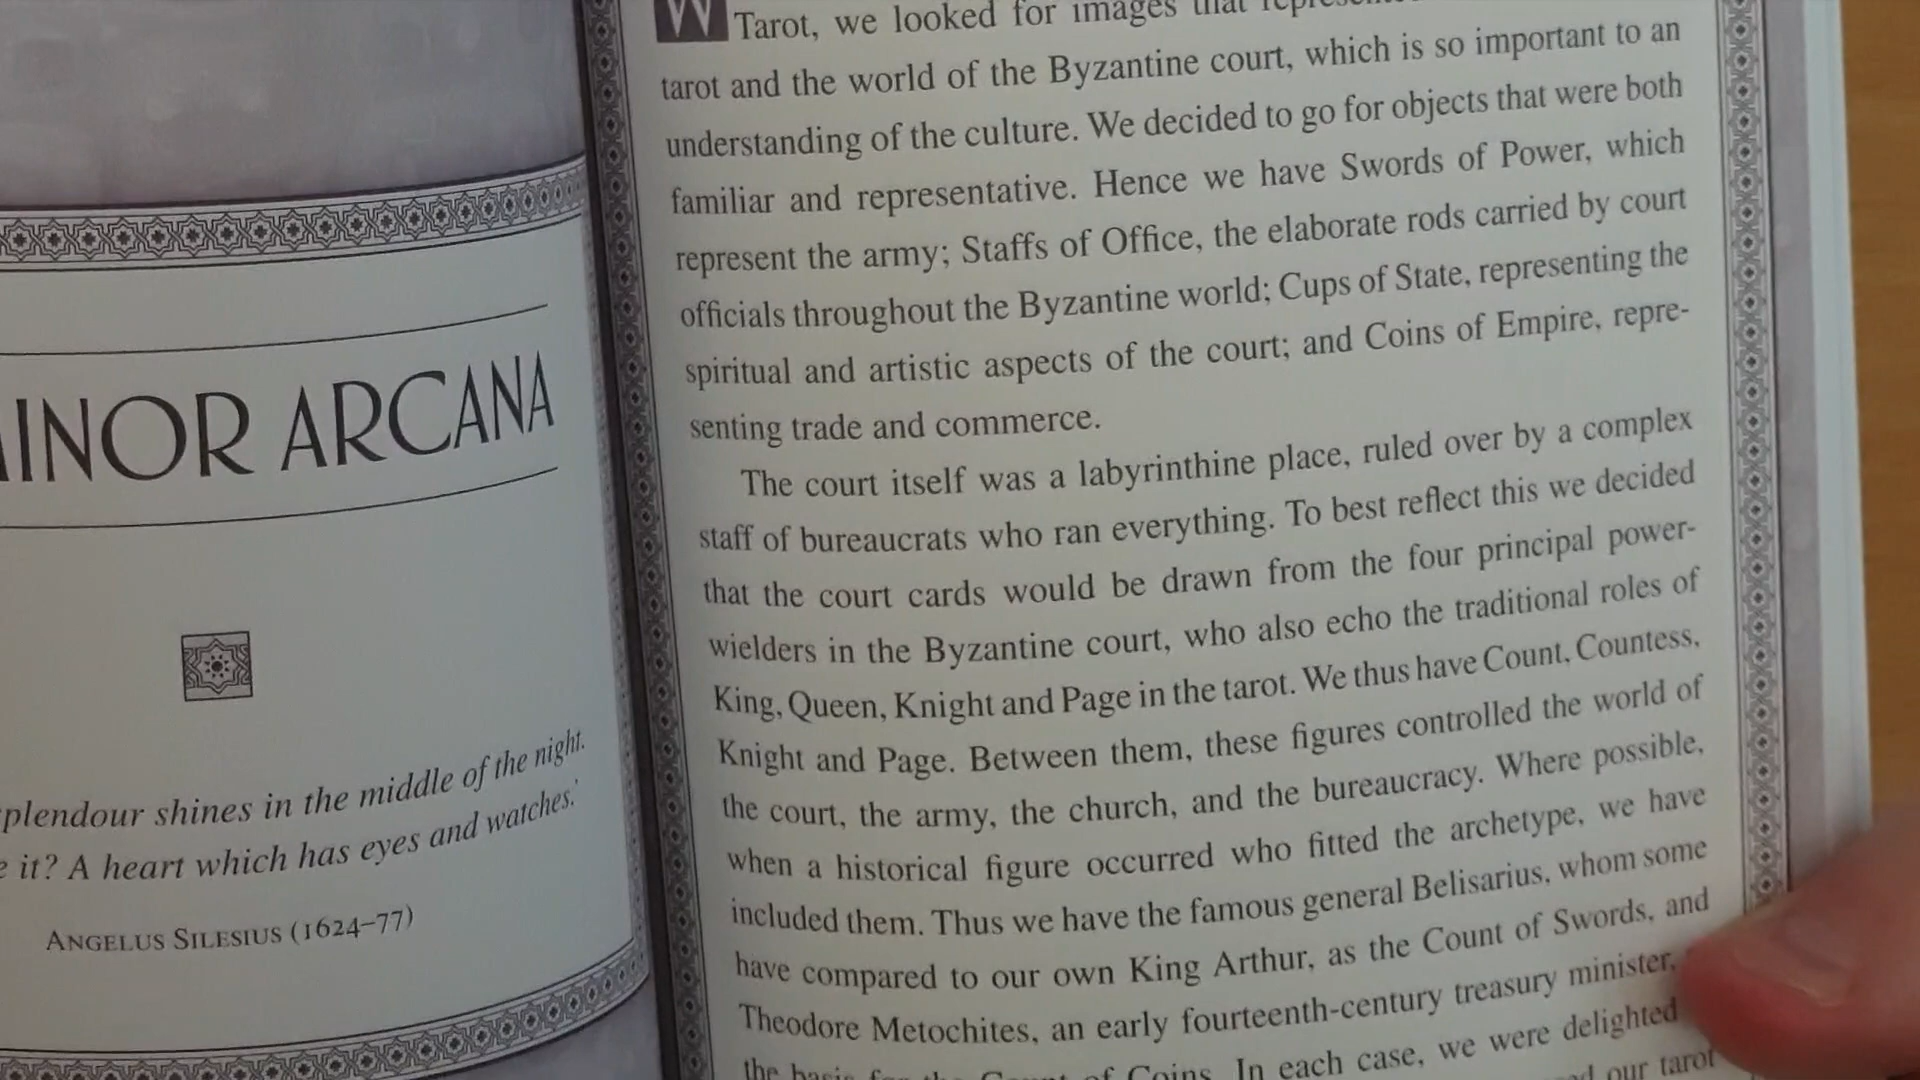 INOR ARCANA
plendour shines in the middle of the night.
it? A heart which has eyes and watches.'
ANGELUS SILESIUS (1624–77)
W Tarot, we looked for images that
tarot and the world of the Byzantine court, which is so important to an
understanding of the culture. We decided to go for objects that were both
familiar and representative. Hence we have Swords of Power, which
represent the army; Staffs of Office, the elaborate rods carried by court
officials throughout the Byzantine world; Cups of State, representing the
spiritual and artistic aspects of the court; and Coins of Empire, repre-
senting trade and commerce.
The court itself was a labyrinthine place, ruled over by a complex
staff of bureaucrats who ran everything. To best reflect this we decided
that the court cards would be drawn from the four principal power-
wielders in the Byzantine court, who also echo the traditional roles of
King, Queen, Knight and Page in the tarot. We thus have Count, Countess,
Knight and Page. Between them, these figures controlled the world of
the court, the army, the church, and the bureaucracy. Where possible,
when a historical figure occurred who fitted the archetype, we have
included them. Thus we have the famous general Belisarius, whom some
have compared to our own King Arthur, as the Count of Swords, and
Theodore Metochites, an early fourteenth-century treasury minister,
the basis for the Count of Coins. In each case, we were delighted
our tarot